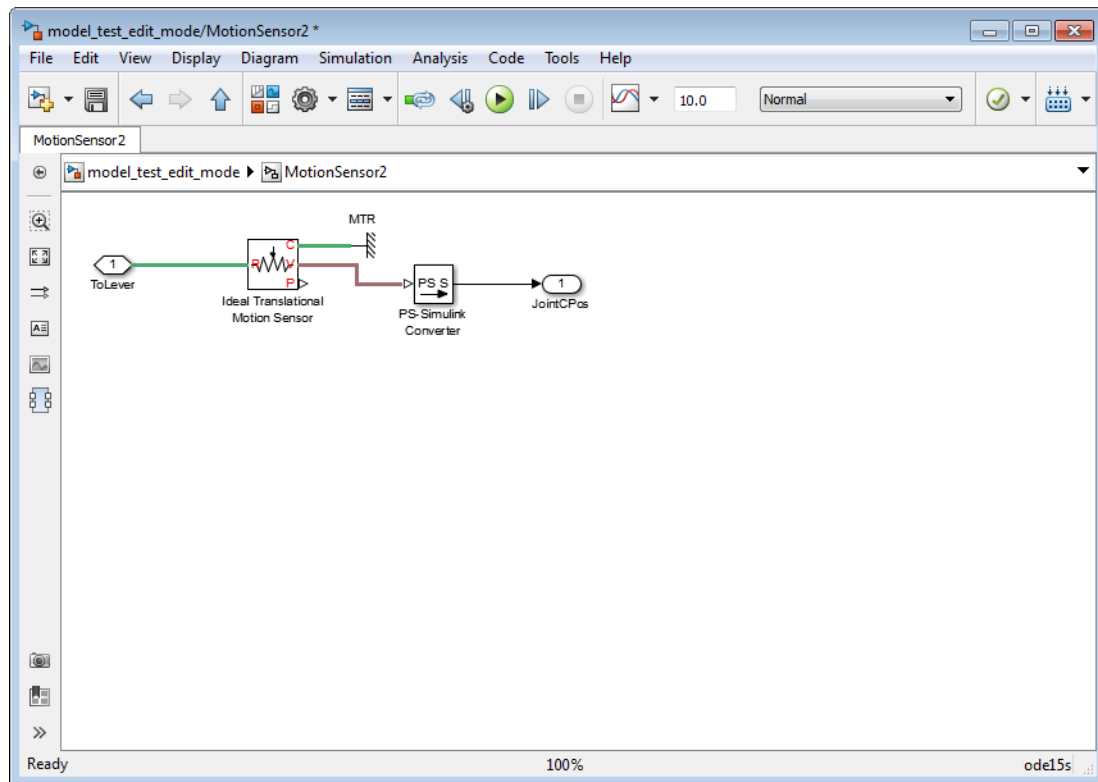 model_test_edit_mode/MotionSensor2 *
File Edit View Display Diagram Simulation Analysis Code Tools Help
10.0 Normal
MotionSensor2
model_test_edit_mode MotionSensor2
MTR
1
ToLever
R C V P
Ideal Translational
Motion Sensor
PS S
PS-Simulink
Converter
1
JointCPos
Ready 100% ode15s